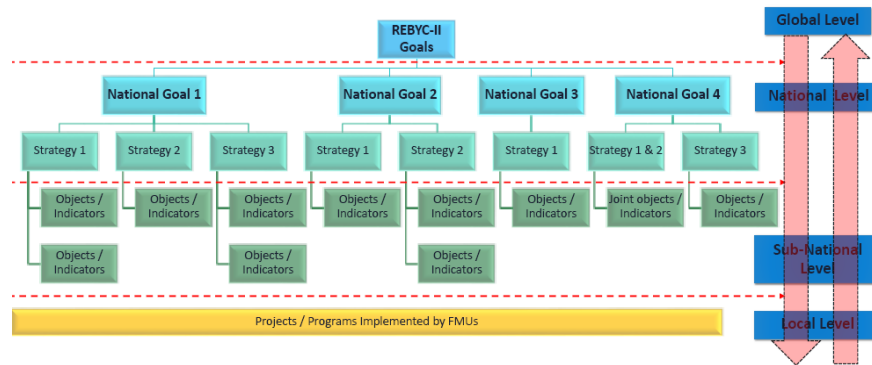 REBYC-II
Goals
Global Level
National Goal 1
National Goal 2
National Goal 3
National Goal 4
National Level
Strategy 1
Strategy 2
Strategy 3
Strategy 1
Strategy 2
Strategy 1
Strategy 1 & 2
Strategy 3
Objects /
Indicators
Objects /
Indicators
Objects /
Indicators
Objects /
Indicators
Objects /
Indicators
Objects /
Indicators
Joint objects /
Indicators
Objects /
Indicators
Objects /
Indicators
Objects /
Indicators
Objects /
Indicators
Sub-National
Level
Projects / Programs Implemented by FMUs
Local Level